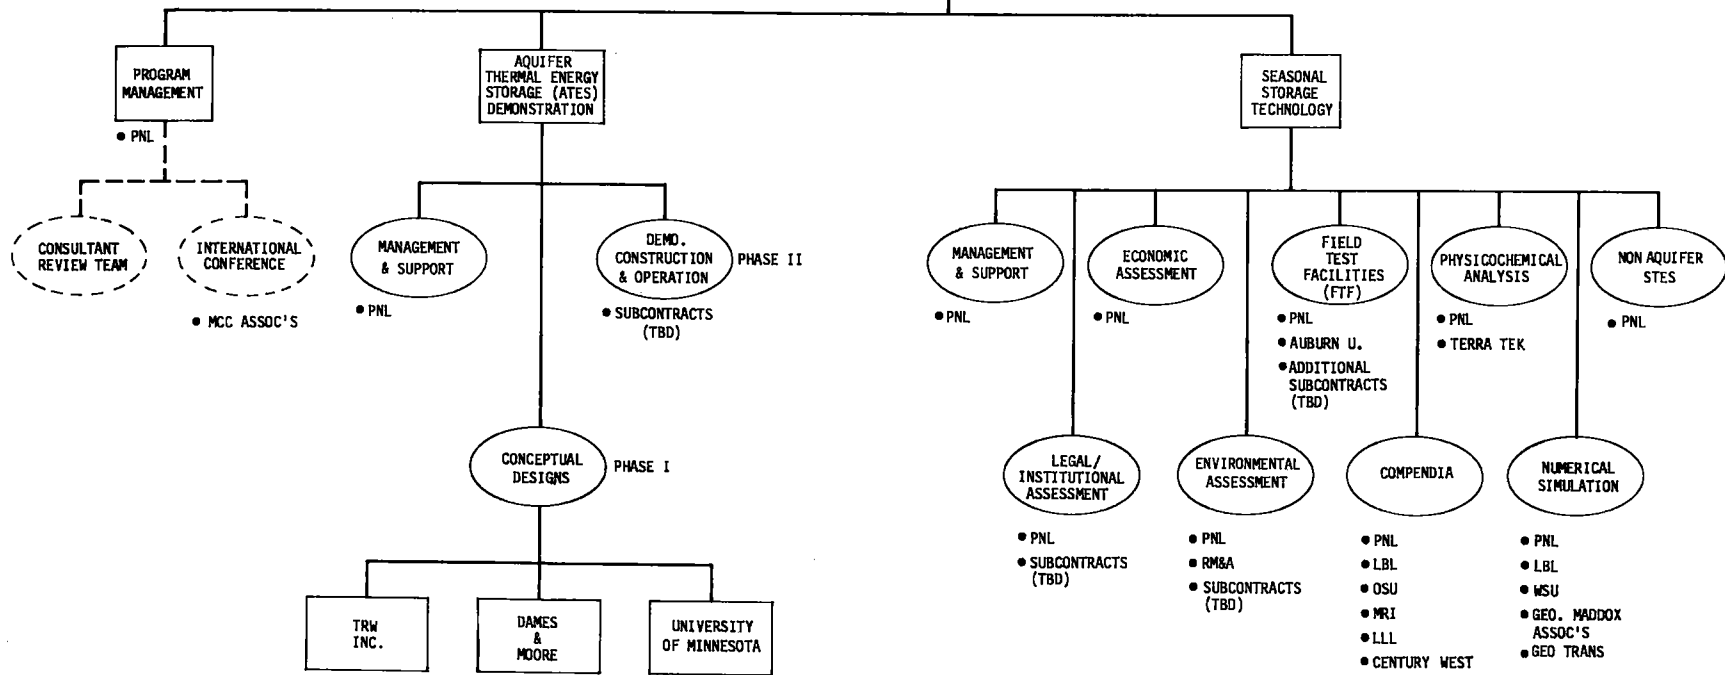 PROGRAM
MANAGEMENT
● PNL
AQUIFER
THERMAL ENERGY
STORAGE (ATES)
DEMONSTRATION
SEASONAL
STORAGE
TECHNOLOGY
CONSULTANT
REVIEW TEAM
INTERNATIONAL
CONFERENCE
● MCC ASSOC'S
MANAGEMENT
& SUPPORT
● PNL
DEMO.
CONSTRUCTION
& OPERATION
PHASE II
● SUBCONTRACTS
(TBD)
CONCEPTUAL
DESIGNS
PHASE I
TRW
INC.
DAMES
&
MOORE
UNIVERSITY
OF MINNESOTA
MANAGEMENT
& SUPPORT
● PNL
ECONOMIC
ASSESSMENT
● PNL
FIELD
TEST
FACILITIES
(FTF)
● PNL
● AUBURN U.
● ADDITIONAL
SUBCONTRACTS
(TBD)
PHYSICOCHEMICAL
ANALYSIS
● PNL
● TERRA TEK
NON AQUIFER
STES
● PNL
LEGAL/
INSTITUTIONAL
ASSESSMENT
● PNL
● SUBCONTRACTS
(TBD)
ENVIRONMENTAL
ASSESSMENT
● PNL
● RM&A
● SUBCONTRACTS
(TBD)
COMPENDIA
● PNL
● LBL
● OSU
● MRI
● LLL
● CENTURY WEST
NUMERICAL
SIMULATION
● PNL
● LBL
● WSU
● GEO. MADDOX
ASSOC'S
● GEO TRANS